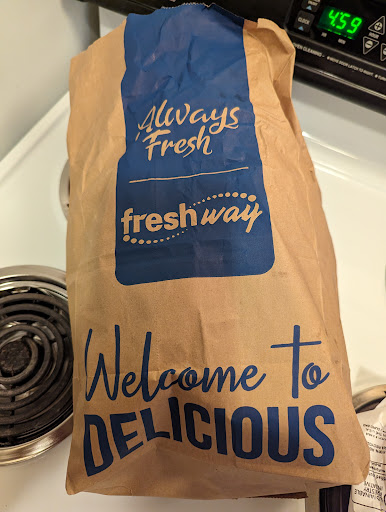 4:59
Always
Fresh
freshway
Welcome to
DELICIOUS